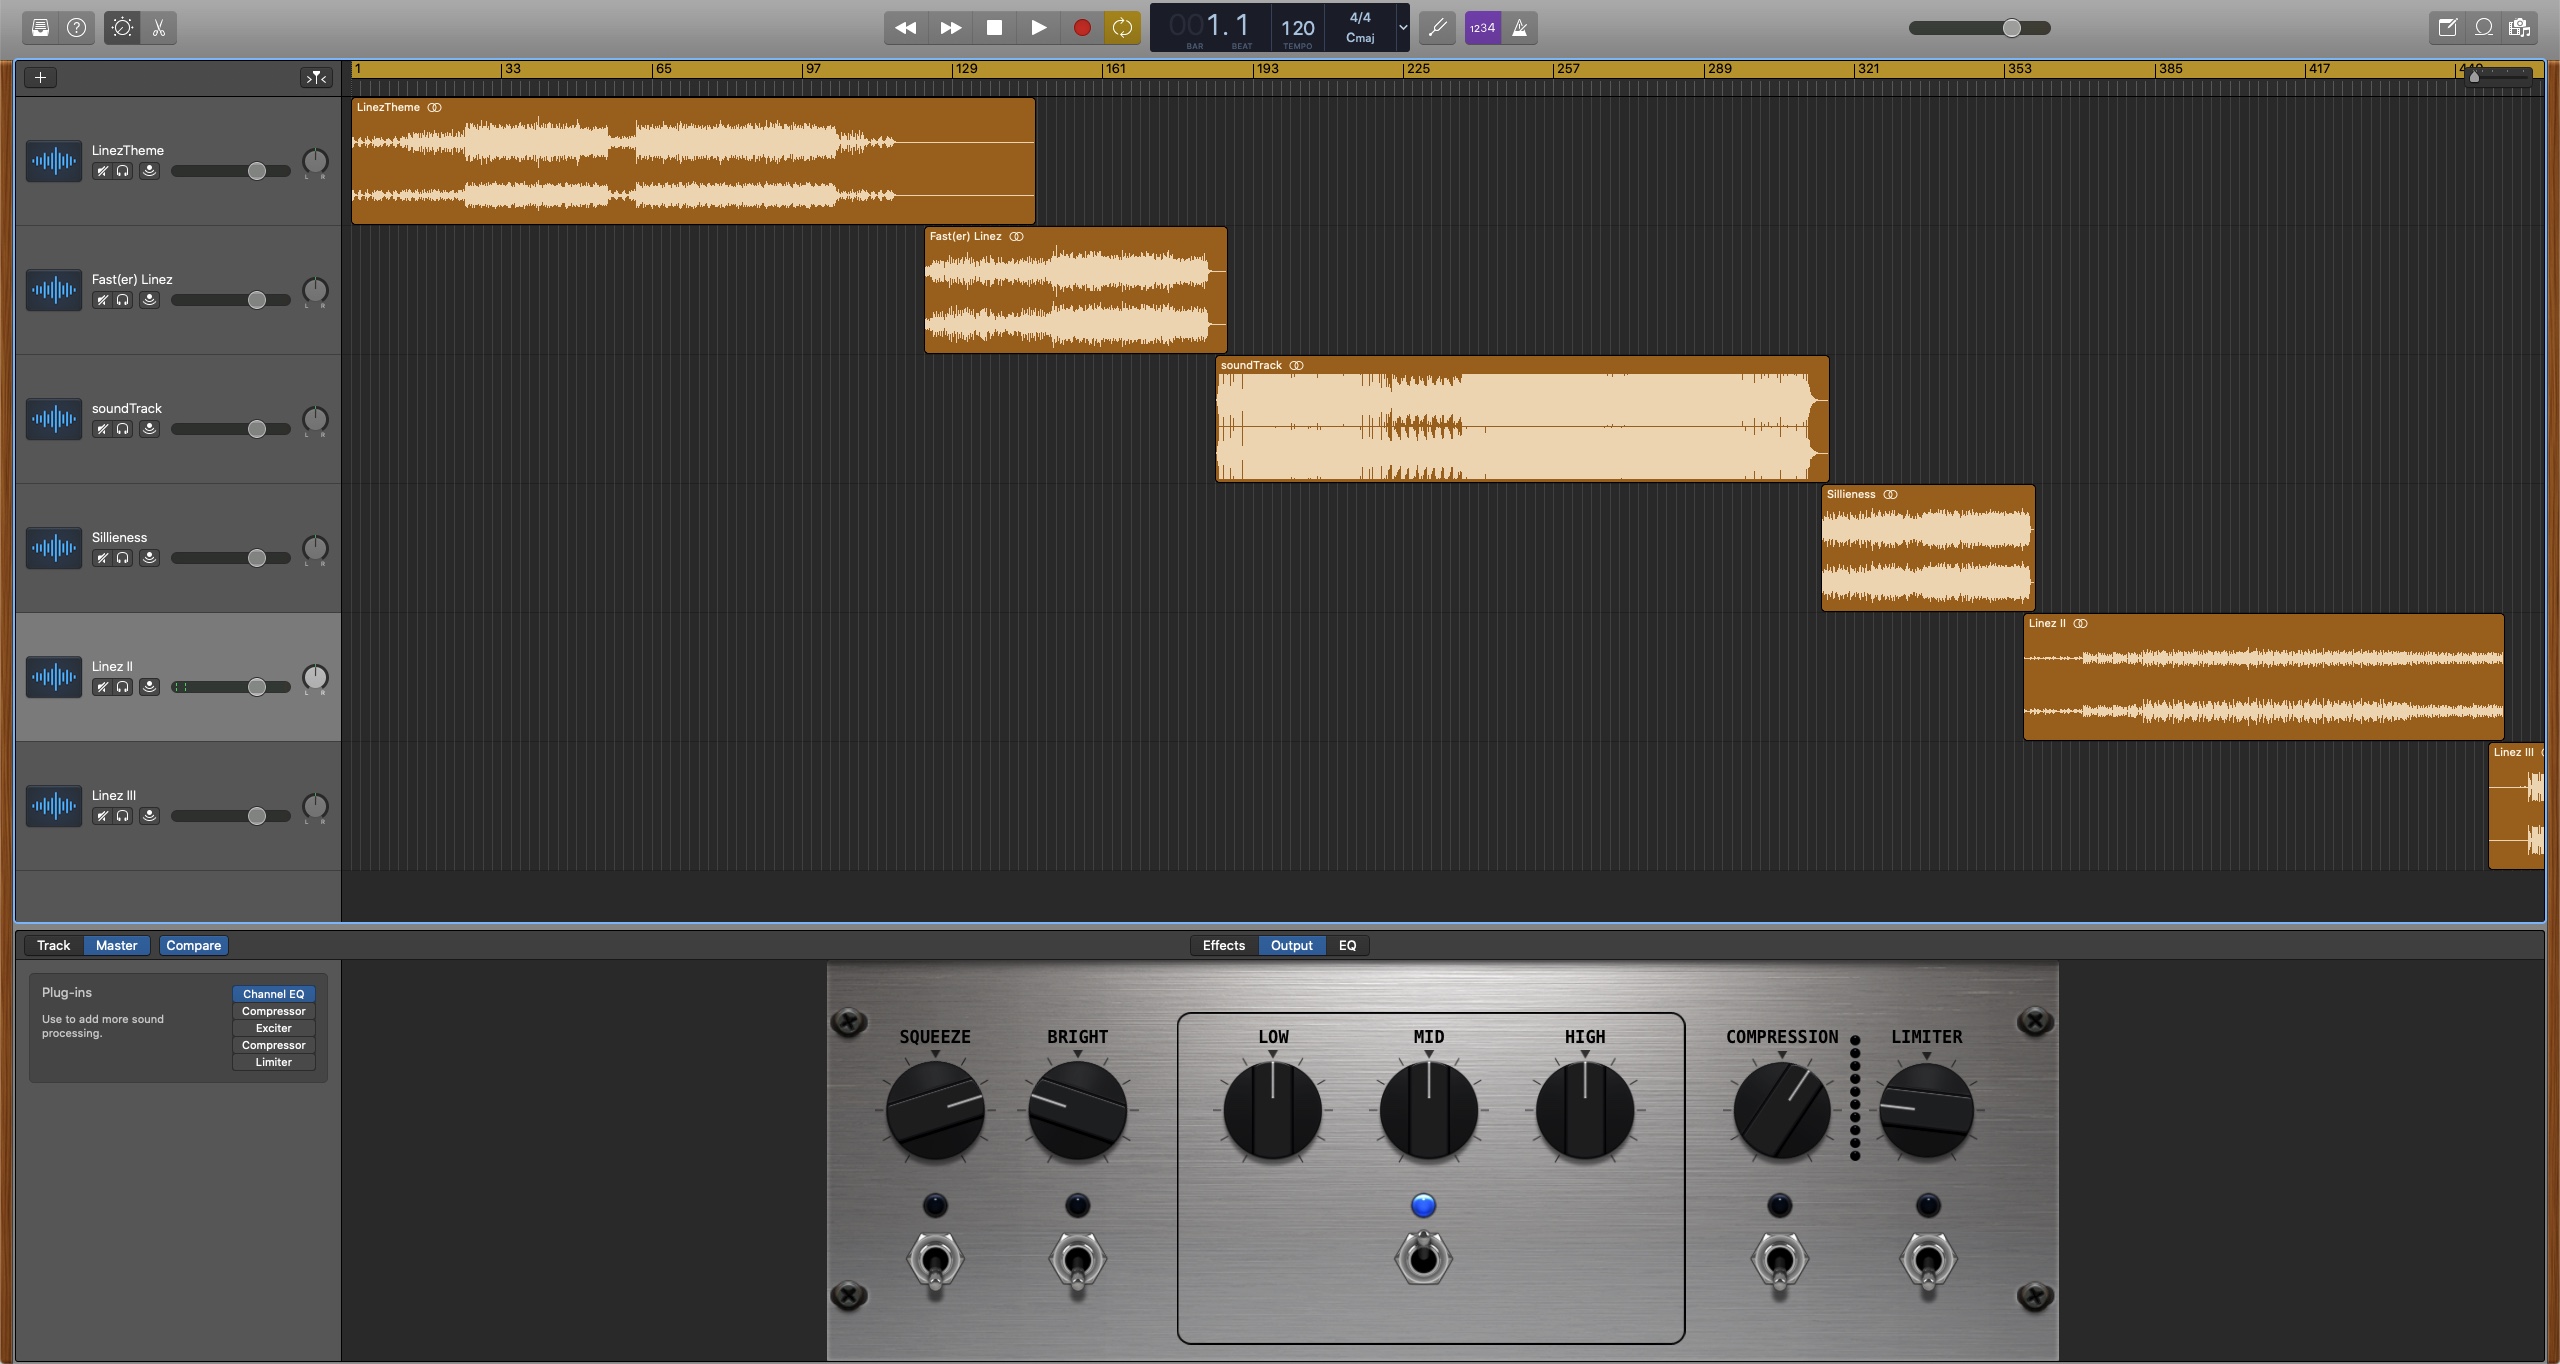 001.1
BAR BEAT
120
TEMPO
4/4
Cmaj
1234
1 33 65 97 129 161 193 225 257 289 321 353 385 417
LinezTheme
LinezTheme
L R
Fast(er) Linez
Fast(er) Linez
L R
soundTrack
soundTrack
L R
Sillieness
Sillieness
L R
Linez II
Linez II
L R
Linez III
Linez III
L R
Track Master Compare
Effects Output EQ
Plug-ins
Use to add more sound
processing.
Channel EQ
Compressor
Exciter
Compressor
Limiter
SQUEEZE BRIGHT LOW MID HIGH COMPRESSION LIMITER